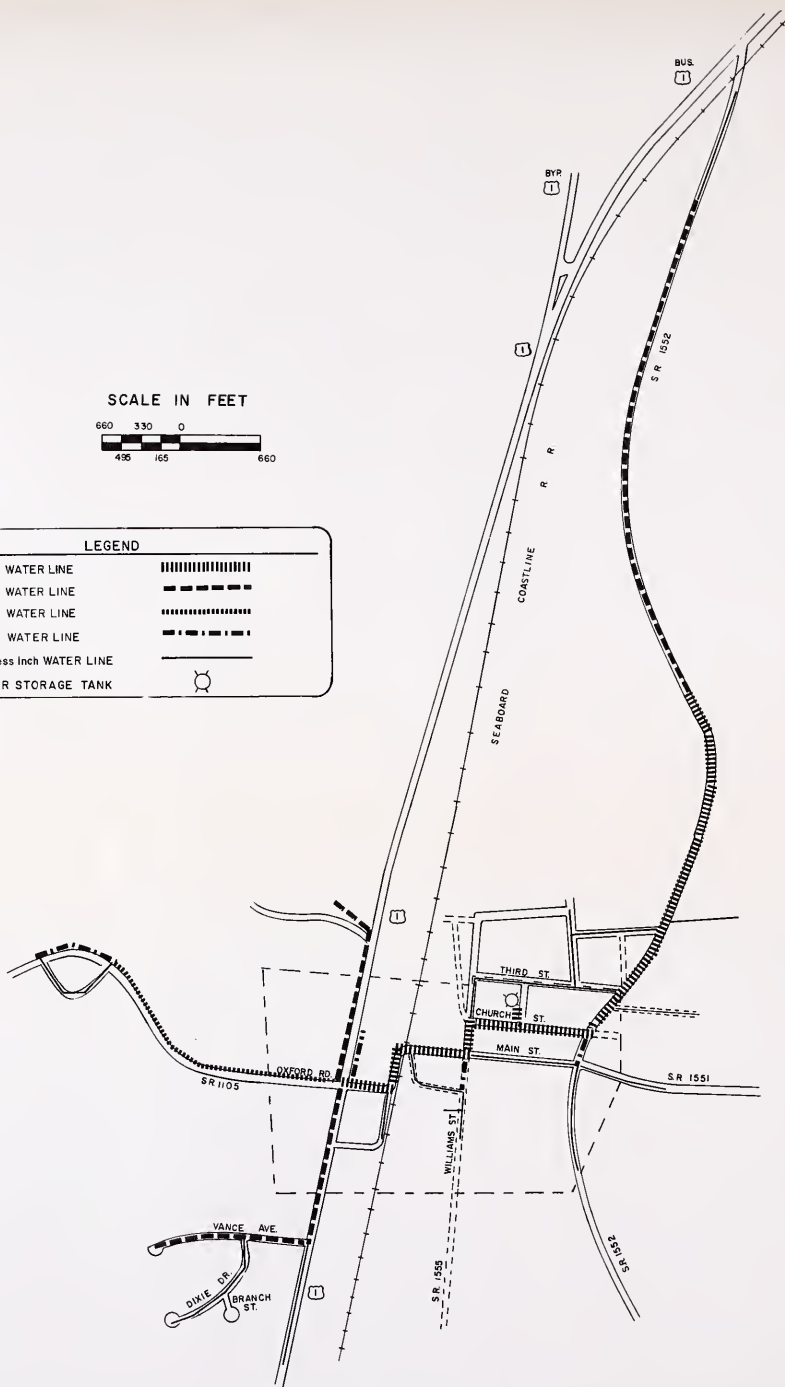 BUS.
1
BYP.
1
1
S R 1552
SCALE IN FEET
660 330 0
495 165 660
R R.
COASTLINE
SEABOARD
LEGEND
WATER LINE
WATER LINE
WATER LINE
WATER LINE
ess Inch WATER LINE
R STORAGE TANK
1
THIRD ST.
CHURCH ST.
MAIN ST.
OXFORD RD.
SR 1105
S.R 1551
WILLIAMS ST.
VANCE AVE.
DIXIE DR.
BRANCH
ST.
1
S.R. 1555
S.R. 1552